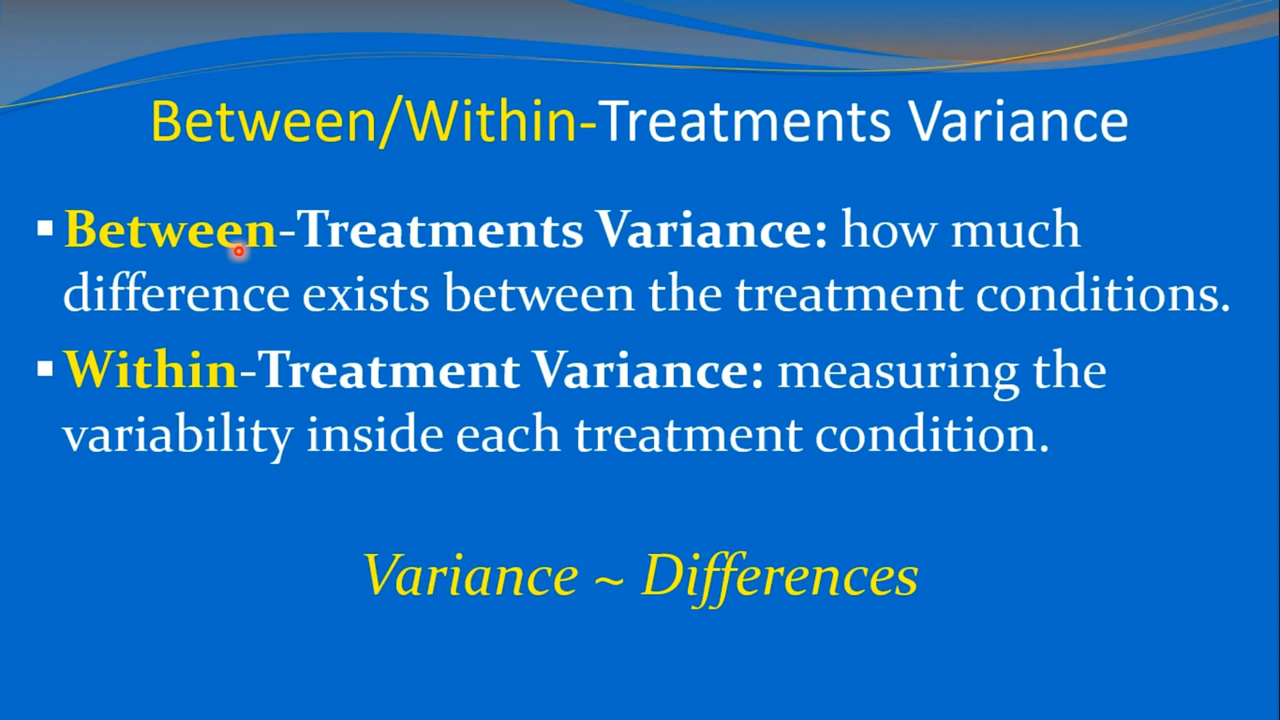 Between/Within-Treatments Variance
▪ Between-Treatments Variance: how much
difference exists between the treatment conditions.
▪ Within-Treatment Variance: measuring the
variability inside each treatment condition.
Variance ~ Differences